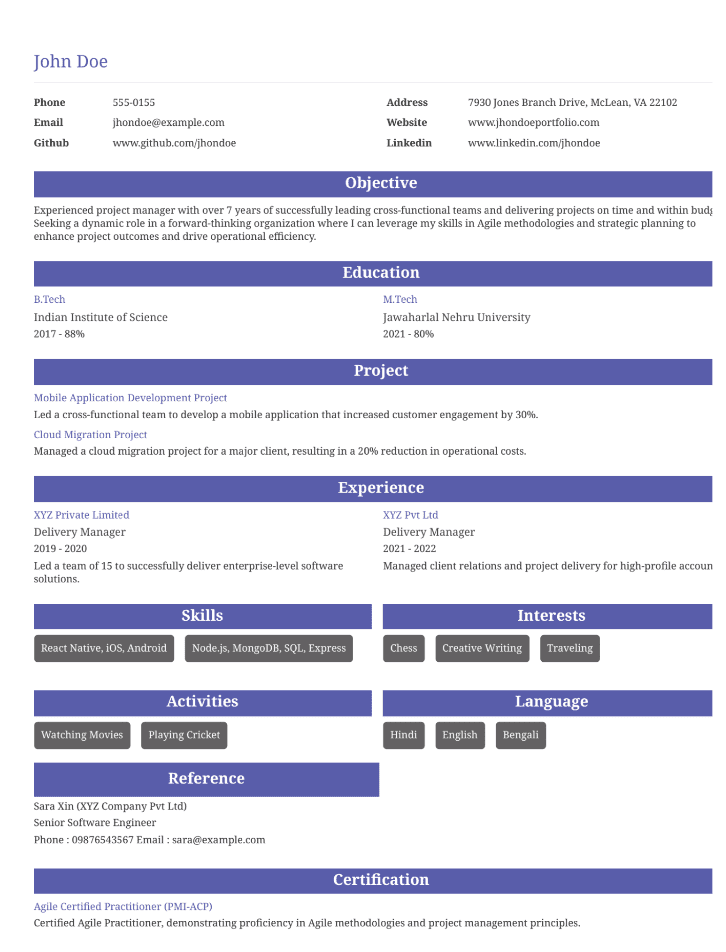 John Doe
Phone 555-0155 Address 7930 Jones Branch Drive, McLean, VA 22102
Email jhondoe@example.com Website www.jhondoeportfolio.com
Github www.github.com/jhondoe Linkedin www.linkedin.com/jhondoe
Objective
Experienced project manager with over 7 years of successfully leading cross-functional teams and delivering projects on time and within
Seeking a dynamic role in a forward-thinking organization where I can leverage my skills in Agile methodologies and strategic planning to
enhance project outcomes and drive operational efficiency.
Education
B.Tech
Indian Institute of Science
2017 - 88%
M.Tech
Jawaharlal Nehru University
2021 - 80%
Project
Mobile Application Development Project
Led a cross-functional team to develop a mobile application that increased customer engagement by 30%.
Cloud Migration Project
Managed a cloud migration project for a major client, resulting in a 20% reduction in operational costs.
Experience
XYZ Private Limited
Delivery Manager
2019 - 2020
Led a team of 15 to successfully deliver enterprise-level software
solutions.
XYZ Pvt Ltd
Delivery Manager
2021 - 2022
Managed client relations and project delivery for high-profile
Skills
React Native, iOS, Android Node.js, MongoDB, SQL, Express
Interests
Chess Creative Writing Traveling
Activities
Watching Movies Playing Cricket
Language
Hindi English Bengali
Reference
Sara Xin (XYZ Company Pvt Ltd)
Senior Software Engineer
Phone : 09876543567 Email : sara@example.com
Certification
Agile Certified Practitioner (PMI-ACP)
Certified Agile Practitioner, demonstrating proficiency in Agile methodologies and project management principles.